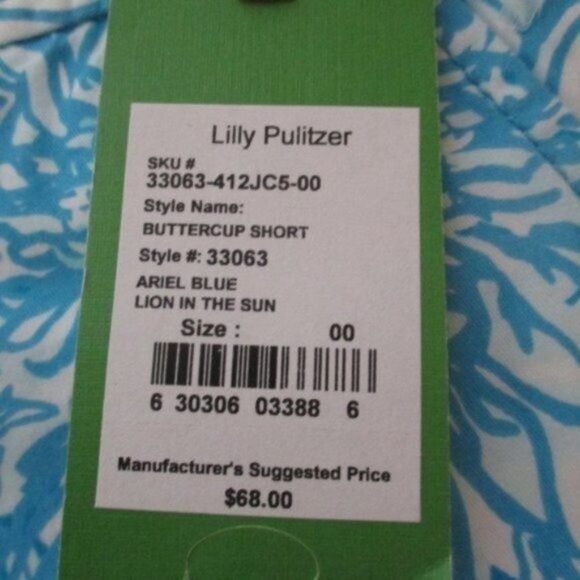 Lilly Pulitzer
SKU #
33063-412JC5-00
Style Name:
BUTTERCUP SHORT
Style #: 33063
ARIEL BLUE
LION IN THE SUN
Size : 00
6 30306 03388 6
Manufacturer's Suggested Price
$68.00